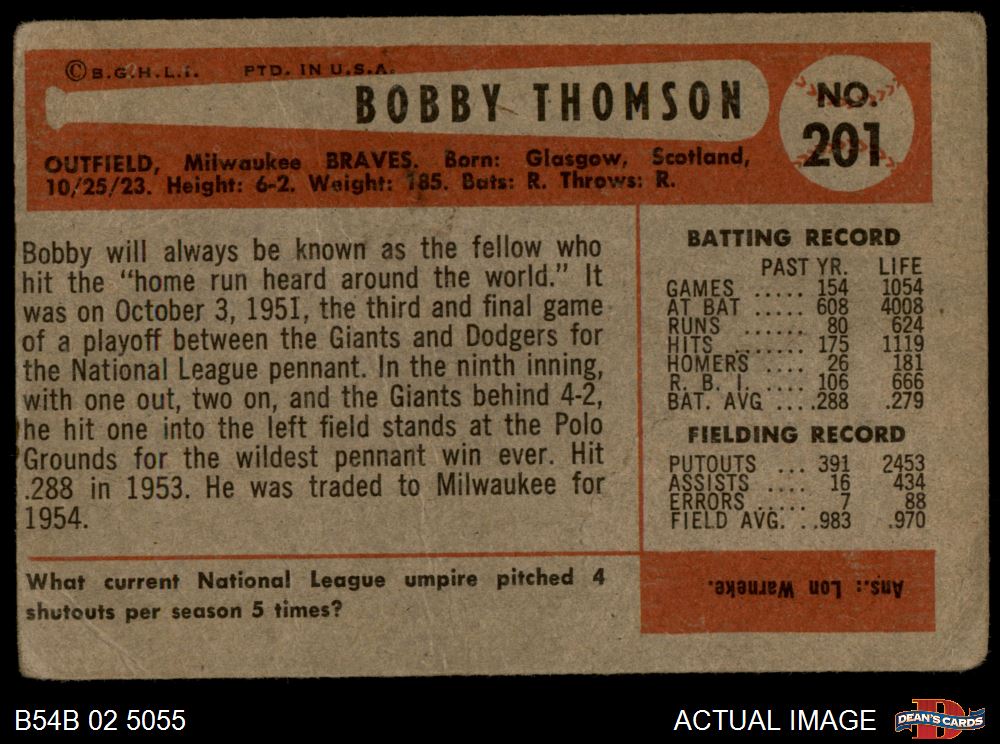 © B.G.H.L.I. PTD. IN U.S.A.
BOBBY THOMSON
NO.
201
OUTFIELD, Milwaukee BRAVES. Born: Glasgow, Scotland,
10/25/23. Height: 6-2. Weight: 185. Bats: R. Throws: R.
Bobby will always be known as the fellow who
hit the “home run heard around the world.” It
was on October 3, 1951, the third and final game
of a playoff between the Giants and Dodgers for
the National League pennant. In the ninth inning,
with one out, two on, and the Giants behind 4-2,
he hit one into the left field stands at the Polo
Grounds for the wildest pennant win ever. Hit
.288 in 1953. He was traded to Milwaukee for
1954.
BATTING RECORD
PAST YR. LIFE
GAMES ..... 154 1054
AT BAT ..... 608 4008
RUNS ...... 80 624
HITS ........ 175 1119
HOMERS .... 26 181
R. B. I. .... 106 666
BAT. AVG .... .288 .279
FIELDING RECORD
PUTOUTS ... 391 2453
ASSISTS .... 16 434
ERRORS ..... 7 88
FIELD AVG. . .983 .970
What current National League umpire pitched 4
shutouts per season 5 times?
Ans.: Lon Warneke.
B54B 02 5055
ACTUAL IMAGE
DEAN'S CARDS